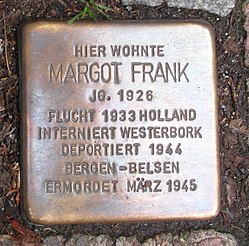 HIER WOHNTE
MARGOT FRANK
JG. 1926
FLUCHT 1933 HOLLAND
INTERNIERT WESTERBORK
DEPORTIERT 1944
BERGEN-BELSEN
ERMORDET MÄRZ 1945